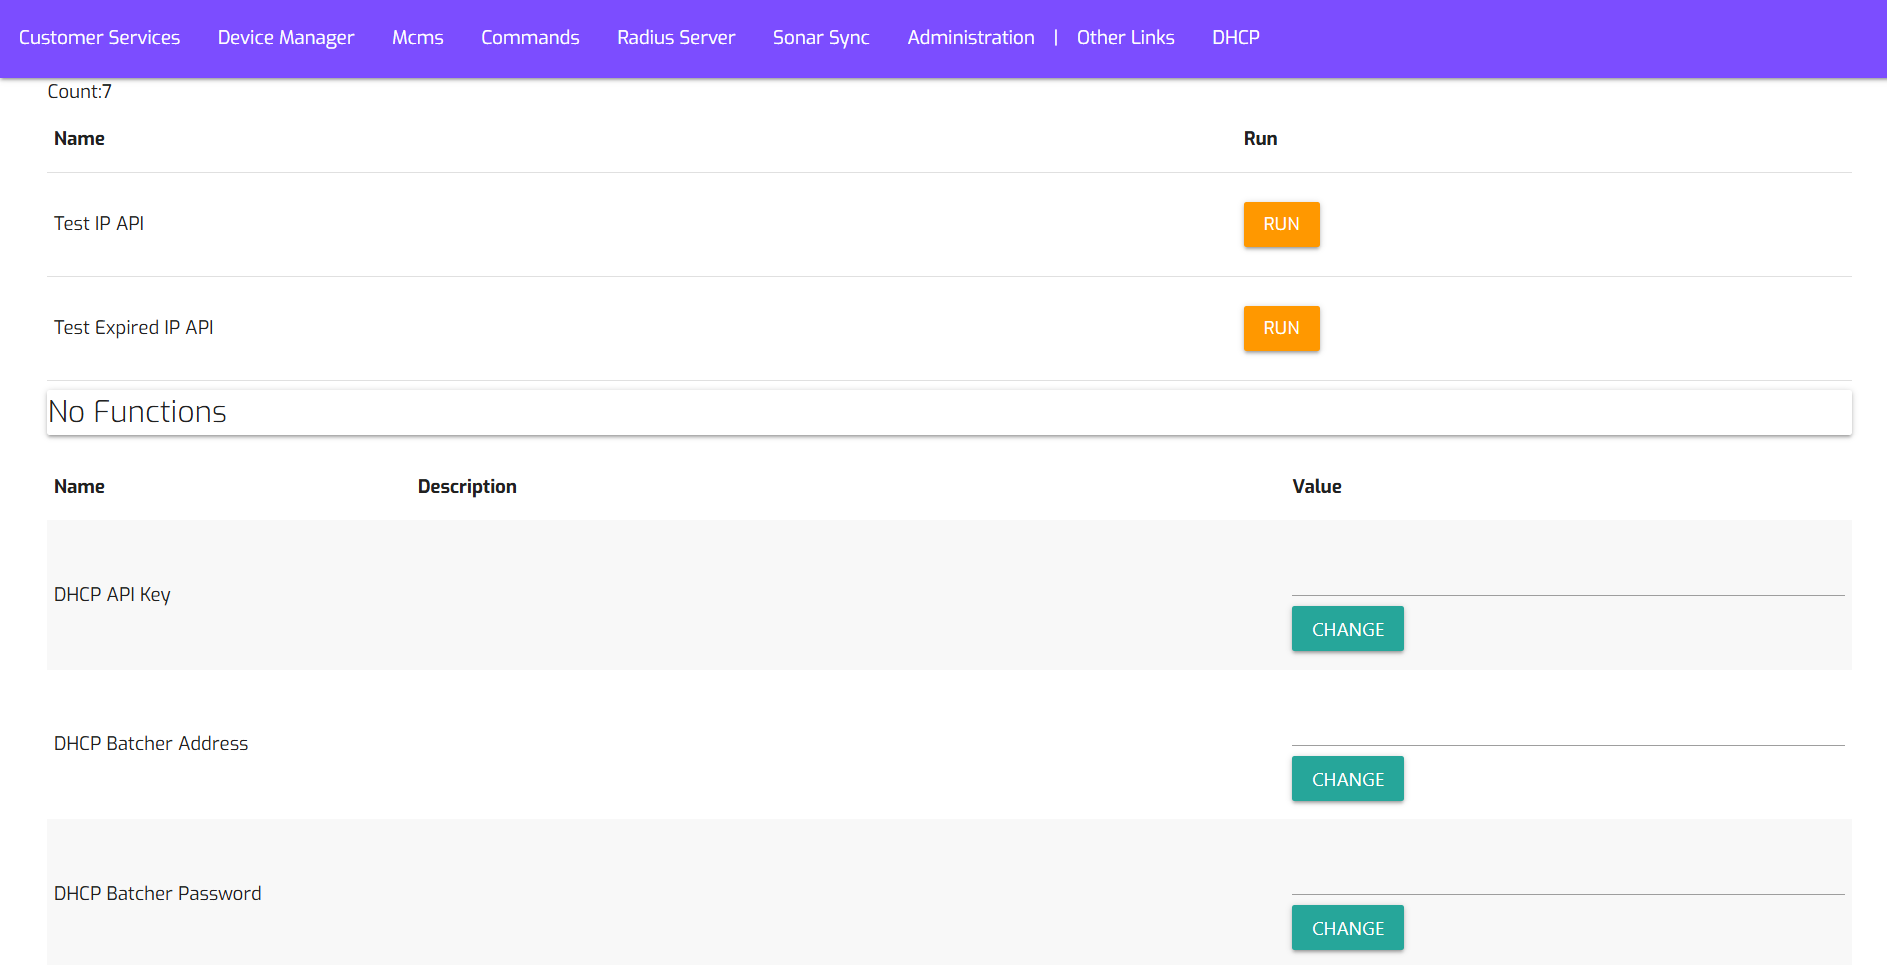 Customer Services Device Manager Mcms Commands Radius Server Sonar Sync Administration | Other Links DHCP
Count:7
Name Run
Test IP API RUN
Test Expired IP API RUN
No Functions
Name Description Value
DHCP API Key
CHANGE
DHCP Batcher Address
CHANGE
DHCP Batcher Password
CHANGE